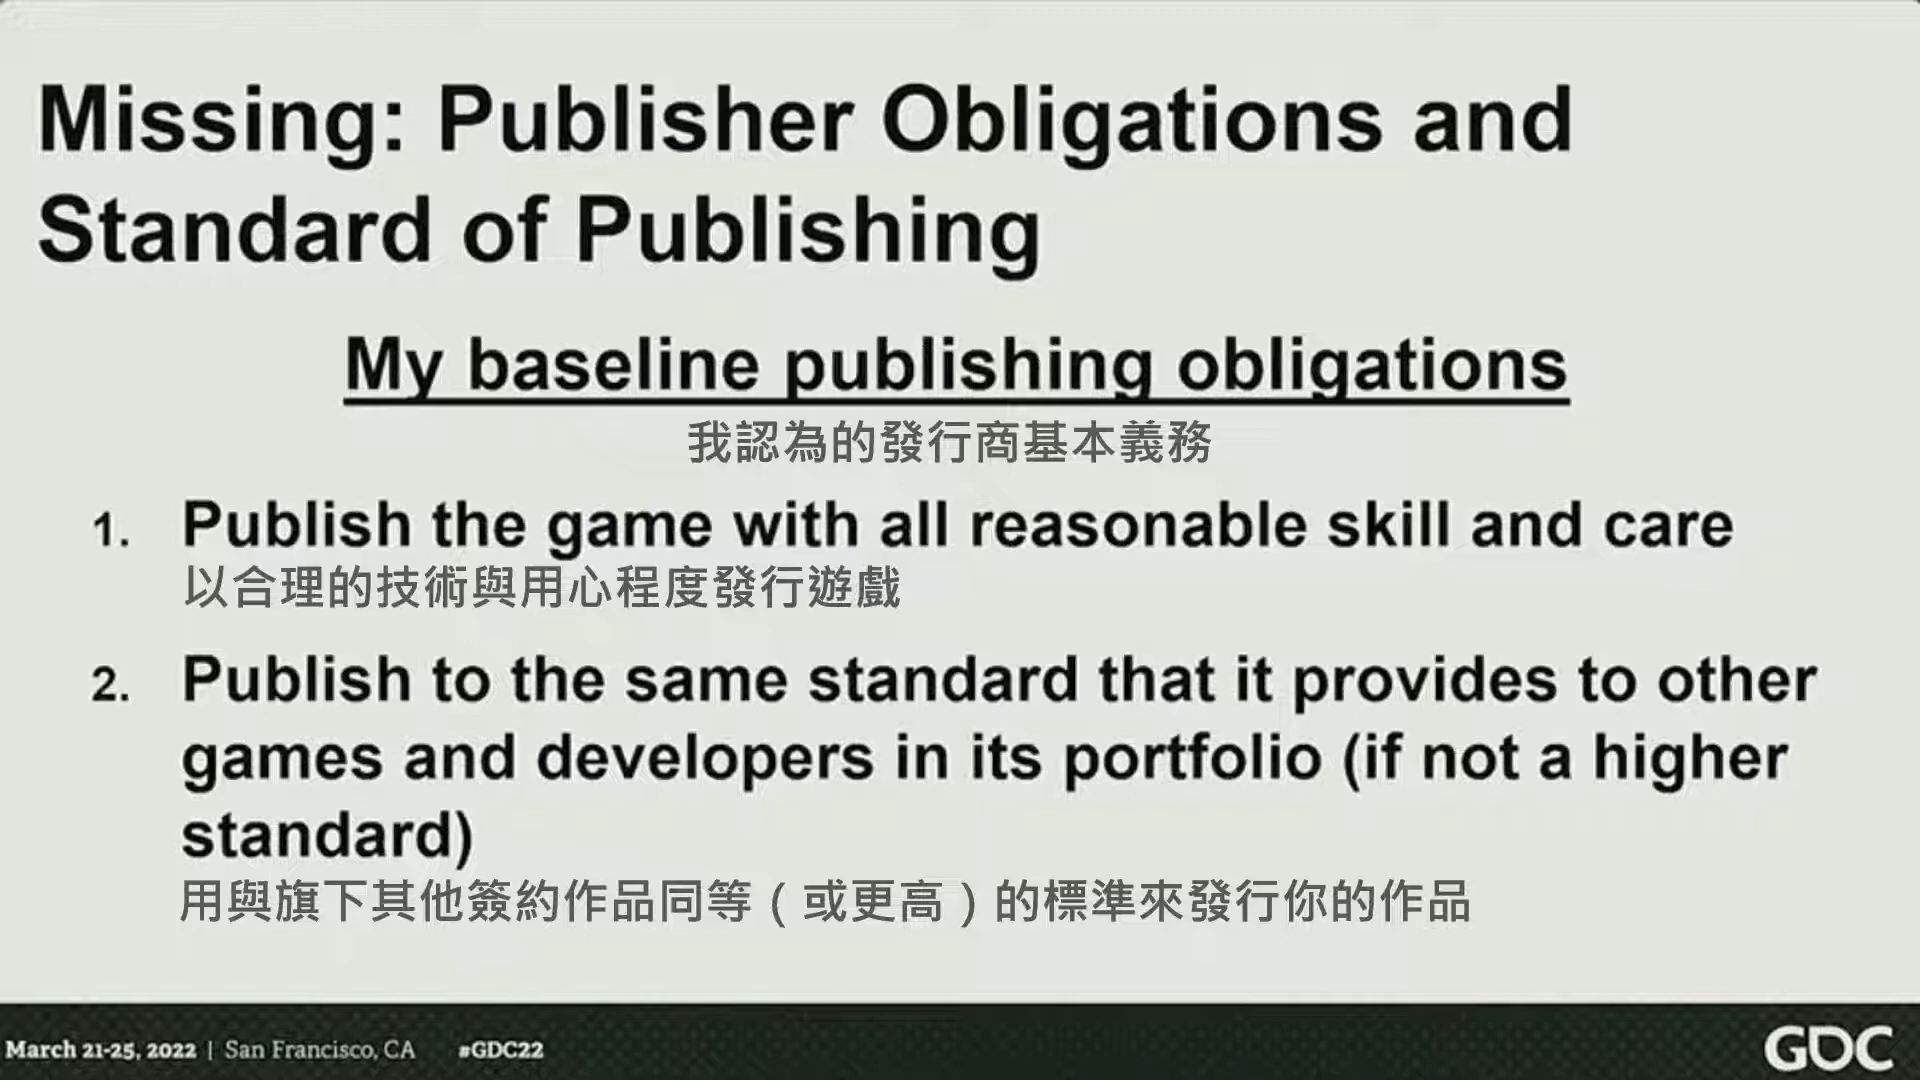 Missing: Publisher Obligations and
Standard of Publishing
My baseline publishing obligations
我認為的發行商基本義務
1. Publish the game with all reasonable skill and care
以合理的技術與用心程度發行遊戲
2. Publish to the same standard that it provides to other
games and developers in its portfolio (if not a higher
standard)
用與旗下其他簽約作品同等（或更高）的標準來發行你的作品
March 21-25, 2022 | San Francisco, CA #GDC22
GDC